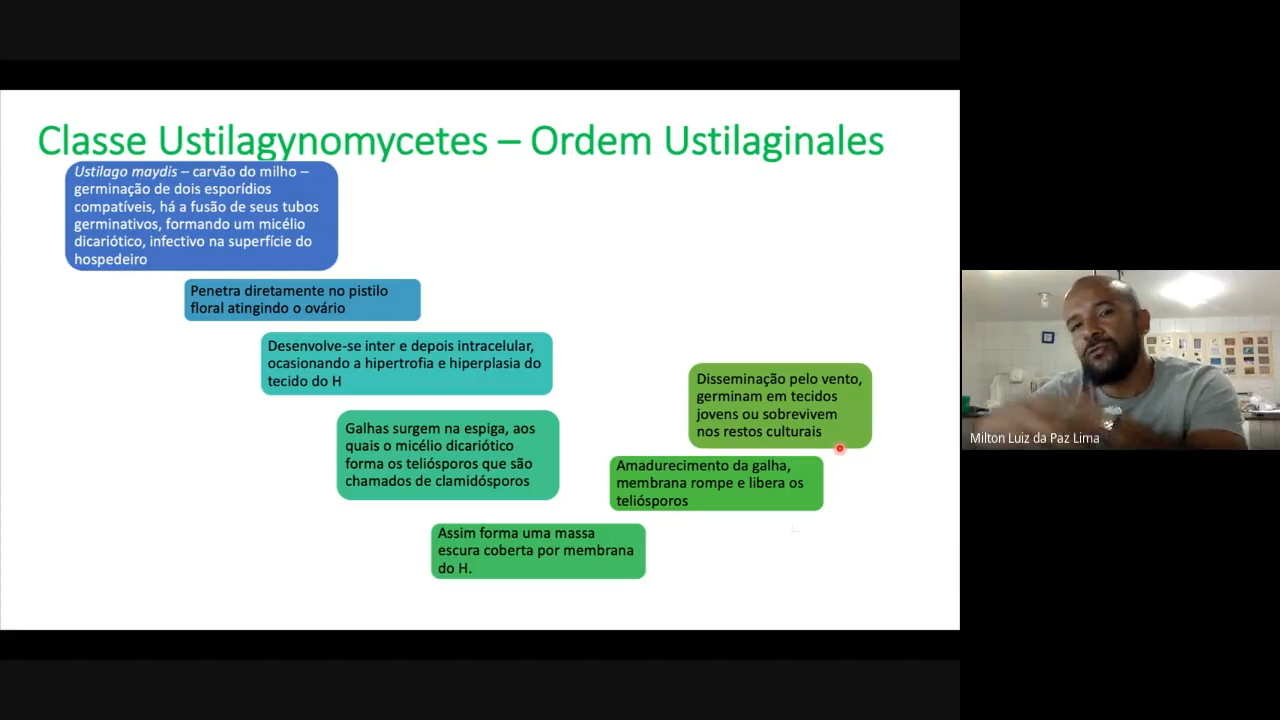 Classe Ustilagynomycetes – Ordem Ustilaginales
Ustilago maydis – carvão do milho –
germinação de dois esporídios
compatíveis, há a fusão de seus tubos
germinativos, formando um micélio
dicariótico, infectivo na superfície do
hospedeiro
Penetra diretamente no pistilo
floral atingindo o ovário
Desenvolve-se inter e depois intracelular,
ocasionando a hipertrofia e hiperplasia do
tecido do H
Galhas surgem na espiga, aos
quais o micélio dicariótico
forma os teliósporos que são
chamados de clamidósporos
Assim forma uma massa
escura coberta por membrana
do H.
Amadurecimento da galha,
membrana rompe e libera os
teliósporos
Disseminação pelo vento,
germinam em tecidos
jovens ou sobrevivem
nos restos culturais
Milton Luiz da Paz Lima